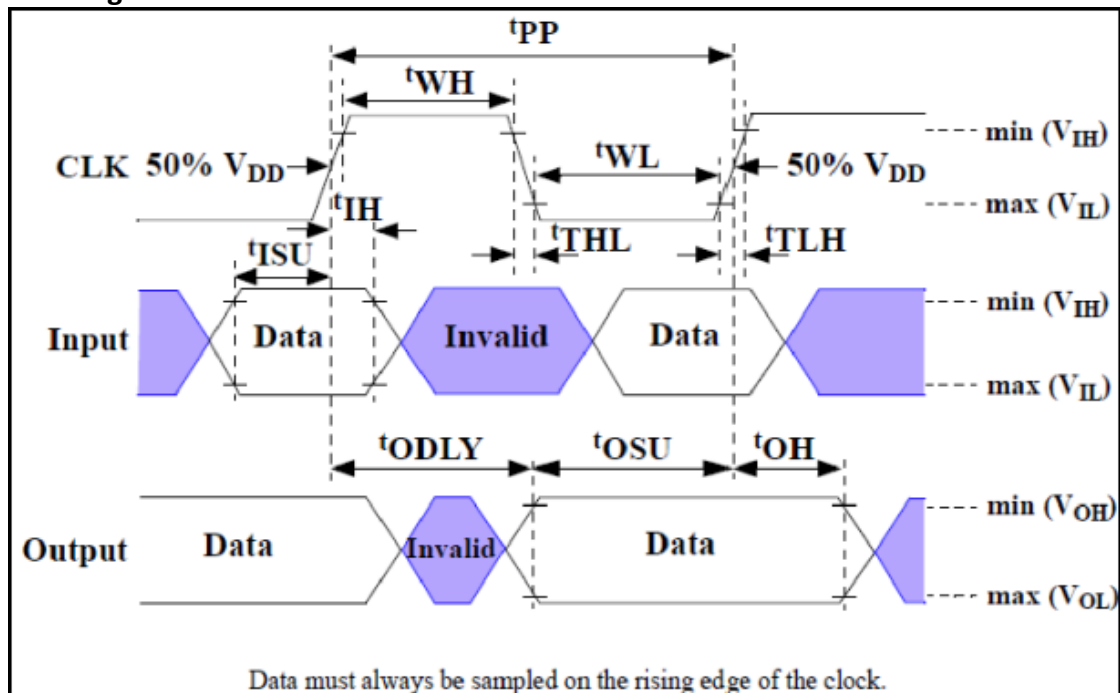 tPP
tWH
CLK 50% VDD
tWL
50% VDD
min (VIH)
max (VIL)
tIH
tTHL
tTLH
tISU
Input
Data
Invalid
Data
min (VIH)
max (VIL)
tODLY
tOSU
tOH
Output
Data
Invalid
Data
min (VOH)
max (VOL)
Data must always be sampled on the rising edge of the clock.